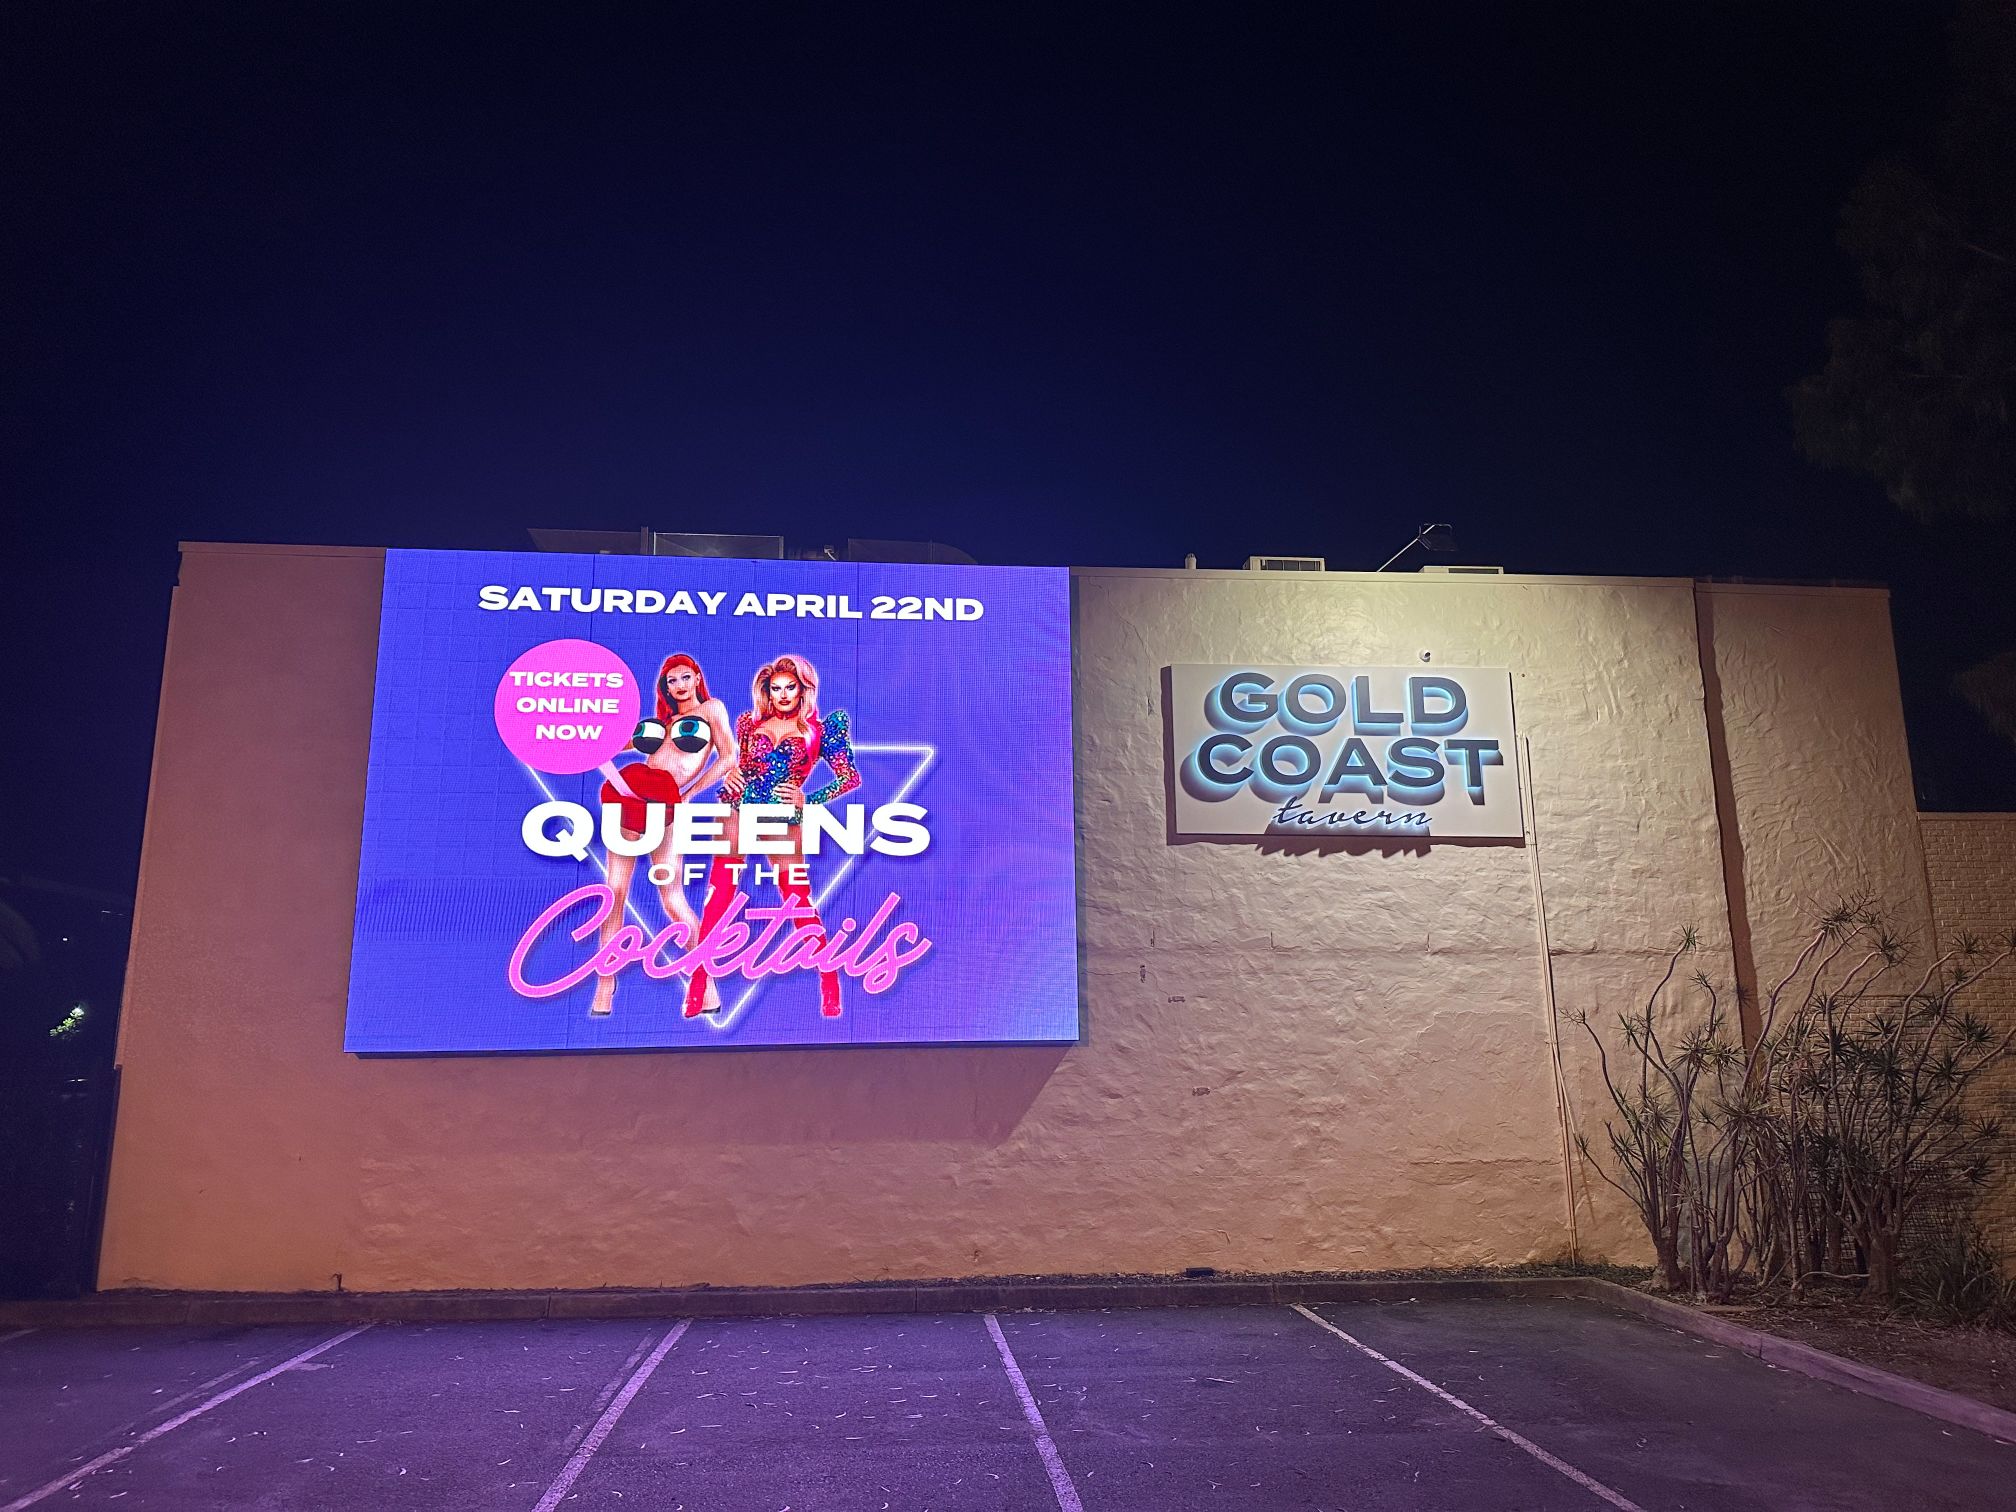 SATURDAY APRIL 22ND
TICKETS
ONLINE
NOW
QUEENS
OF THE
Cocktails
GOLD
COAST
tavern